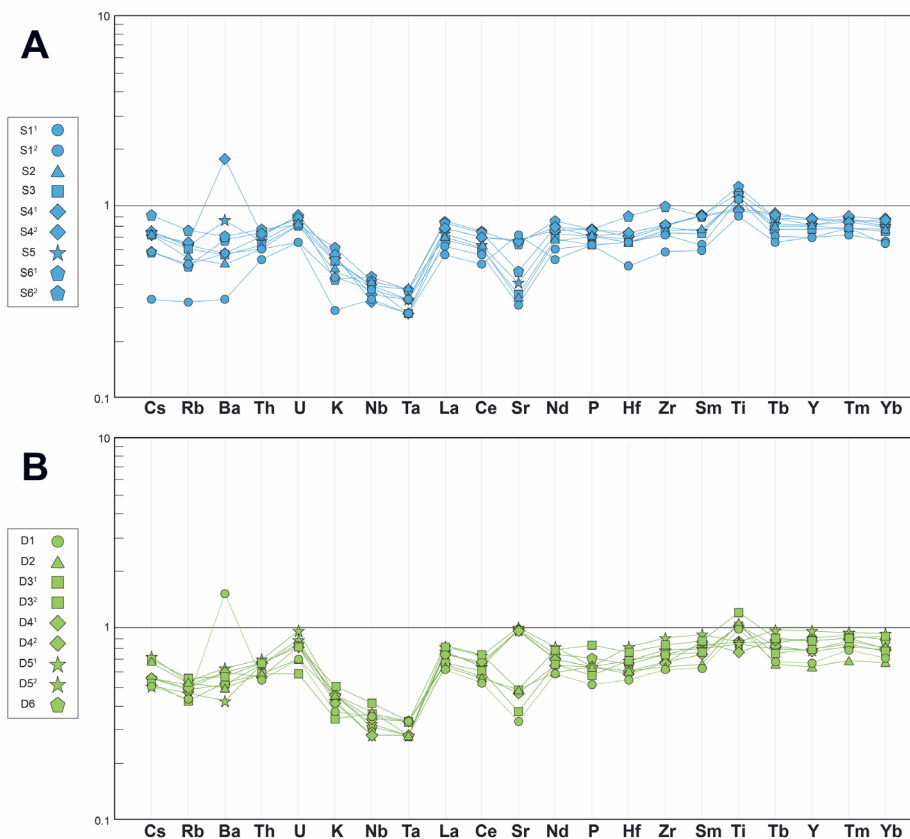 A
10
1
0.1
S1¹
S1²
S2
S3
S4¹
S4²
S5
S6¹
S6²
Cs Rb Ba Th U K Nb Ta La Ce Sr Nd P Hf Zr Sm Ti Tb Y Tm Yb
B
10
1
0.1
D1
D2
D3¹
D3²
D4¹
D4²
D5¹
D5²
D6
Cs Rb Ba Th U K Nb Ta La Ce Sr Nd P Hf Zr Sm Ti Tb Y Tm Yb